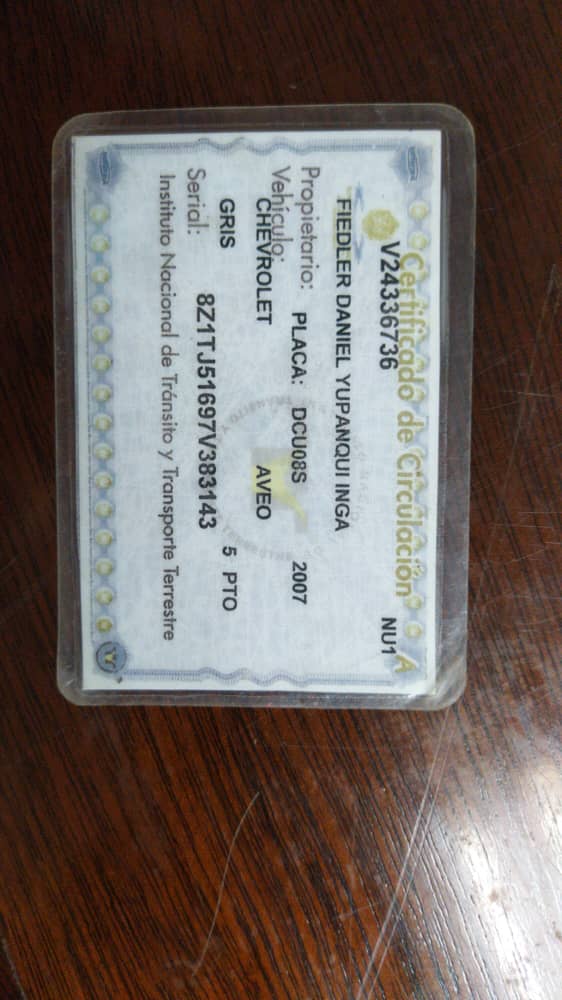 Certificado de Circulación A
V24336736 NU1
FIEDLER DANIEL YUPANQUI INGA
Propietario: PLACA: DCU08S 2007
Vehículo:
CHEVROLET AVEO
GRIS 5 PTO
Serial: 8Z1TJ51697V383143
Instituto Nacional de Tránsito y Transporte Terrestre